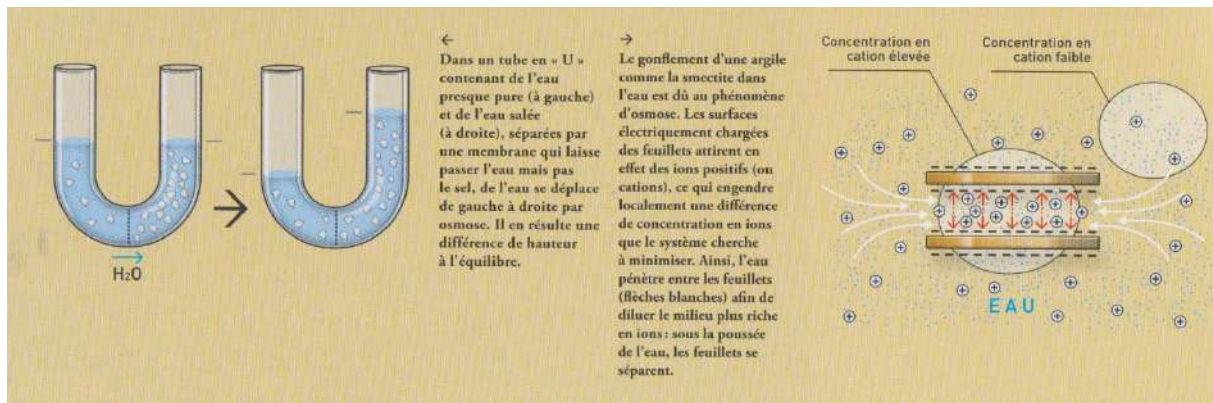 H₂O
←
Dans un tube en « U »
contenant de l'eau
presque pure (à gauche)
et de l'eau salée
(à droite), séparées par
une membrane qui laisse
passer l'eau mais pas
le sel, de l'eau se déplace
de gauche à droite par
osmose. Il en résulte une
différence de hauteur
à l'équilibre.
→
Le gonflement d'une argile
comme la smectite dans
l'eau est dû au phénomène
d'osmose. Les surfaces
électriquement chargées
des feuillets attirent en
effet des ions positifs (ou
cations), ce qui engendre
localement une différence
de concentration en ions
que le système cherche
à minimiser. Ainsi, l'eau
pénètre entre les feuillets
(flèches blanches) afin de
diluer le milieu plus riche
en ions : sous la poussée
de l'eau, les feuillets se
séparent.
Concentration en
cation élevée
Concentration en
cation faible
EAU